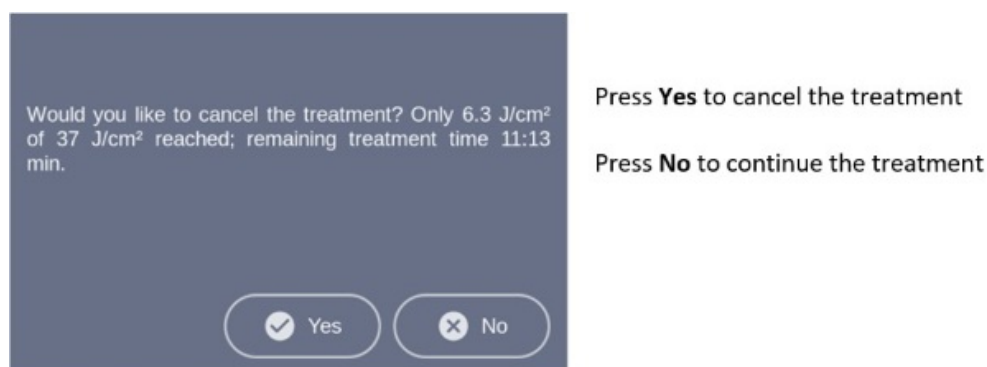 Would you like to cancel the treatment? Only 6.3 J/cm²
of 37 J/cm² reached; remaining treatment time 11:13
min.
Yes
No
Press Yes to cancel the treatment
Press No to continue the treatment